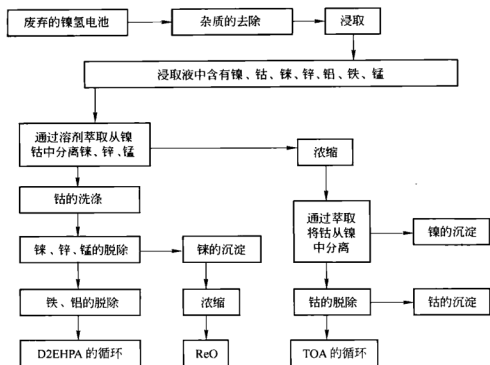 废弃的镍氢电池
杂质的去除
浸取
浸取液中含有镍、钴、铼、锌、铝、铁、锰
通过溶剂萃取从镍
钴中分离铼、锌、锰
浓缩
钴的洗涤
通过萃取
将钴从镍
中分离
镍的沉淀
铼、锌、锰的脱除
铼的沉淀
铁、铝的脱除
浓缩
钴的脱除
钴的沉淀
D2EHPA 的循环
ReO
TOA 的循环